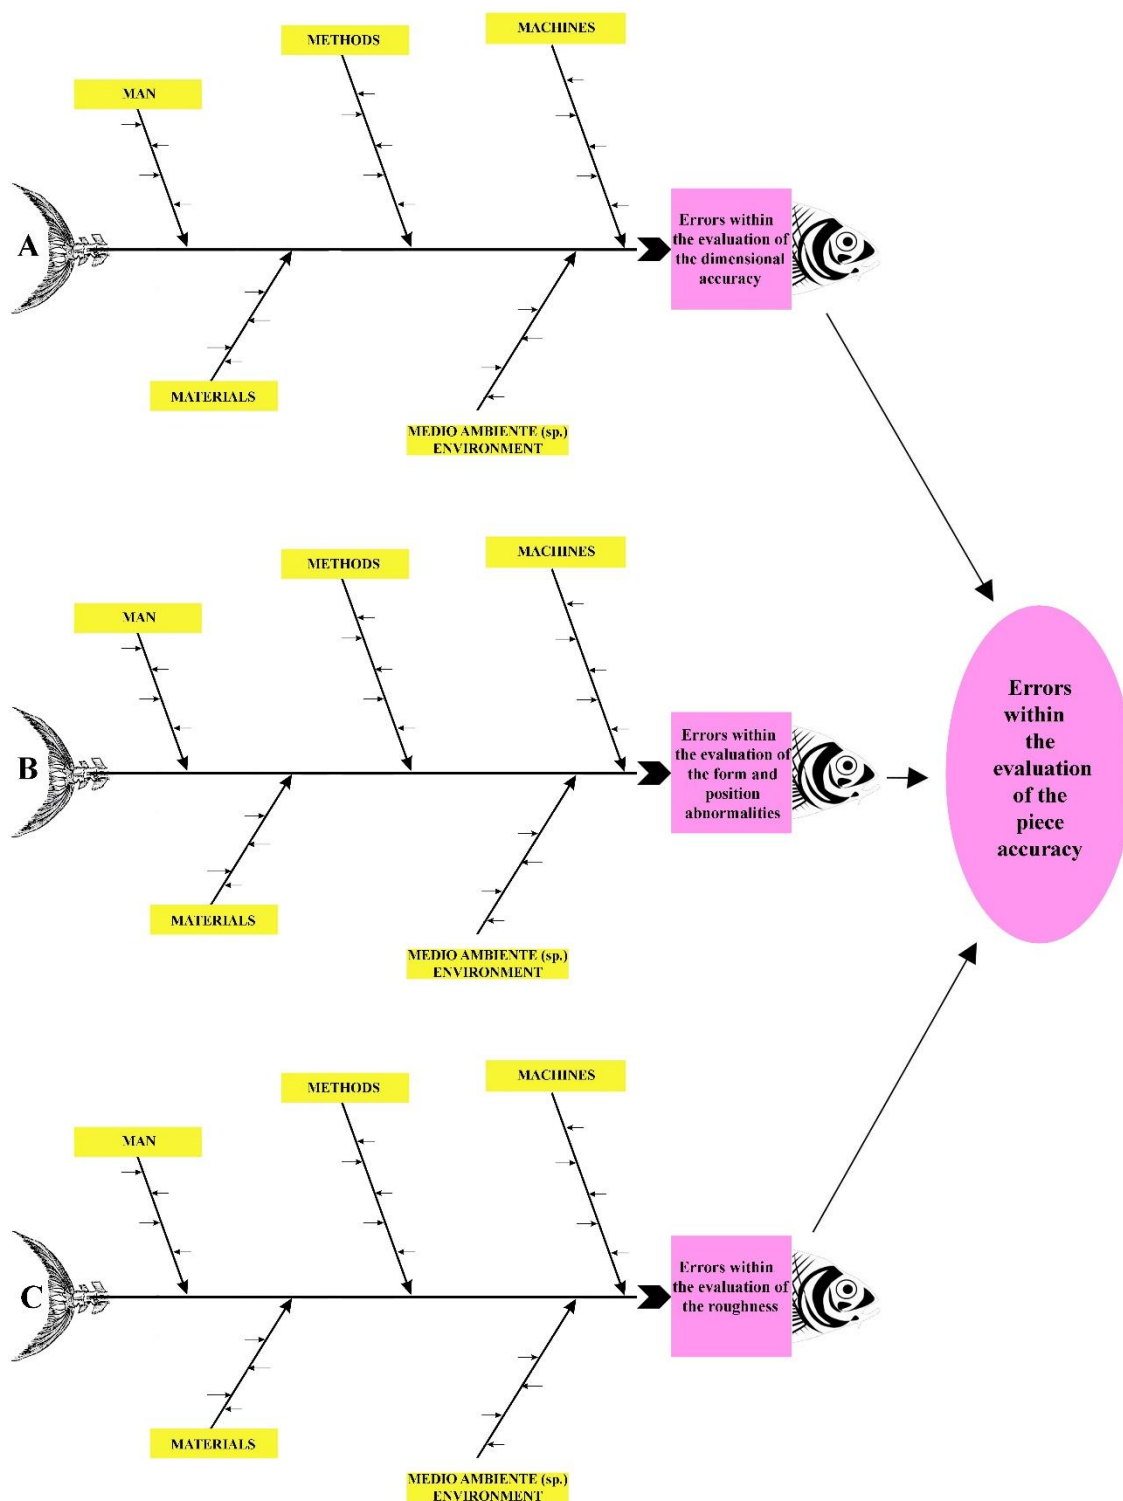 MACHINES
METHODS
MAN
A
Errors within
the evaluation of
the dimensional
accuracy
MATERIALS
MEDIO AMBIENTE (sp.)
ENVIRONMENT
MACHINES
METHODS
MAN
B
Errors within
the evaluation of
the form and
position
abnormalities
Errors
within
the
evaluation
of the
piece
accuracy
MATERIALS
MEDIO AMBIENTE (sp.)
ENVIRONMENT
MACHINES
METHODS
MAN
C
Errors within
the evaluation of
the roughness
MATERIALS
MEDIO AMBIENTE (sp.)
ENVIRONMENT